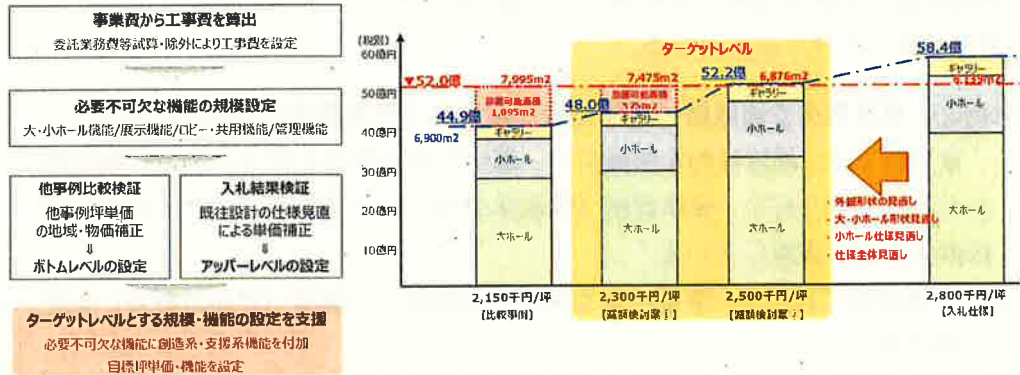 事業費から工事費を算出
委託業務費等試算・除外により工事費を設定
必要不可欠な機能の規模設定
大・小ホール機能/展示機能/ロビー・共用機能/管理機能
他事例比較検証
他事例坪単価
の地域・物価補正
⇓
ボトムレベルの設定
入札結果検証
既往設計の仕様見直
による単価補正
⇓
アッパーレベルの設定
ターゲットレベルとする規模・機能の設定を支援
必要不可欠な機能に創造系・支援系機能を付加
目標坪単価・機能を設定
(税別)
60億円
50億円
40億円
30億円
20億円
10億円
▼52.0億
ターゲットレベル
44.9億
6,900m2
7,995m2
1,095m2
ギャラリー
小ホール
大ホール
2,150千円/坪
[比較事例]
48.0億
7,475m2
575m2
ギャラリー
小ホール
大ホール
2,300千円/坪
52.2億
6,876m2
ギャラリー
小ホール
大ホール
2,500千円/坪
58.4億
ギャラリー
小ホール
大ホール
2,800千円/坪
[入札仕様]
・外観形状の見直し
・大・小ホール形状見直し
・小ホール仕様見直し
・仕様全体見直し